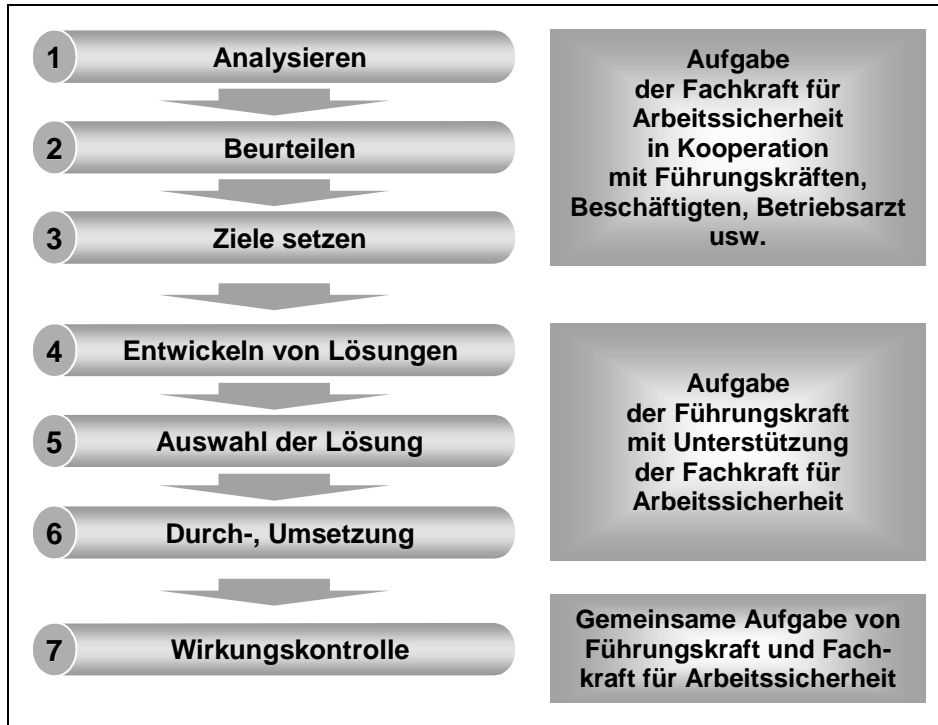 1 Analysieren
2 Beurteilen
3 Ziele setzen
Aufgabe
der Fachkraft für
Arbeitssicherheit
in Kooperation
mit Führungskräften,
Beschäftigten, Betriebsarzt
usw.
4 Entwickeln von Lösungen
5 Auswahl der Lösung
6 Durch-, Umsetzung
Aufgabe
der Führungskraft
mit Unterstützung
der Fachkraft für
Arbeitssicherheit
7 Wirkungskontrolle
Gemeinsame Aufgabe von
Führungskraft und Fach-
kraft für Arbeitssicherheit